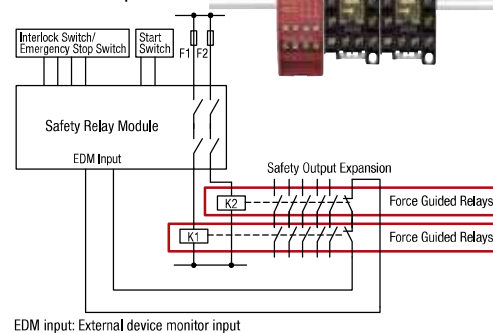 Interlock Switch/
Emergency Stop Switch
Start
Switch
F1 F2
Safety Relay Module
EDM Input
Safety Output Expansion
K2
Force Guided Relays
K1
Force Guided Relays
EDM input: External device monitor input